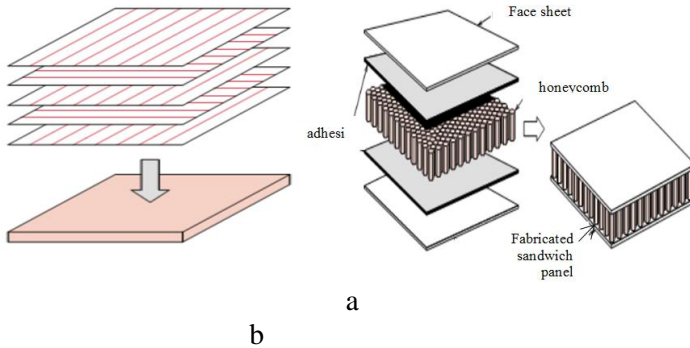 Face sheet
honeycomb
adhesi
Fabricated
sandwich
panel
a
b